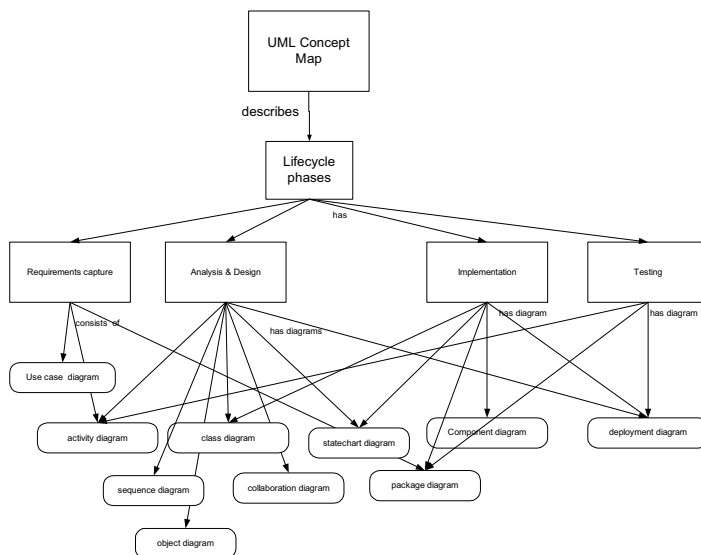 UML Concept
Map
describes
Lifecycle
phases
has
Requirements capture
Analysis & Design
Implementation
Testing
consists of
has diagrams
has diagram
has diagram
Use case diagram
activity diagram
class diagram
statechart diagram
Component diagram
deployment diagram
sequence diagram
collaboration diagram
package diagram
object diagram